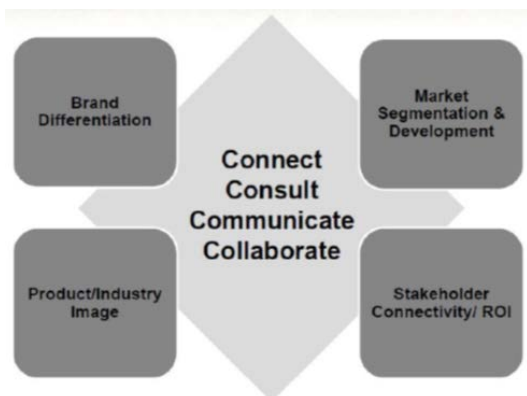 Brand
Differentiation
Market
Segmentation &
Development
Connect
Consult
Communicate
Collaborate
Product/Industry
Image
Stakeholder
Connectivity/ ROI